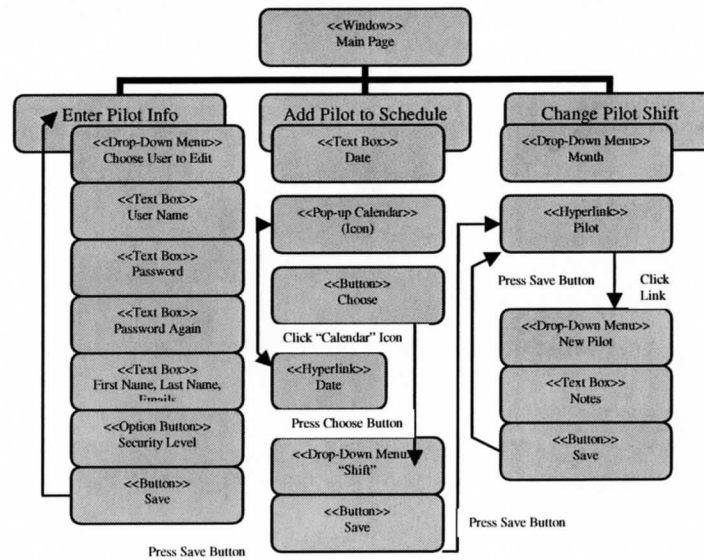 <<Window>>
Main Page
Enter Pilot Info
<<Drop-Down Menu>>
Choose User to Edit
<<Text Box>>
User Name
<<Text Box>>
Password
<<Text Box>>
Password Again
<<Text Box>>
First Name, Last Name,
Emails
<<Option Button>>
Security Level
<<Button>>
Save
Press Save Button
Add Pilot to Schedule
<<Text Box>>
Date
<<Pop-up Calendar>>
(Icon)
<<Button>>
Choose
Click “Calendar” Icon
<<Hyperlink>>
Date
Press Choose Button
<<Drop-Down Menu
“Shift”
<<Button>>
Save
Press Save Button
Change Pilot Shift
<<Drop-Down Menu>>
Month
<<Hyperlink>>
Pilot
Press Save Button
Click
Link
<<Drop-Down Menu>>
New Pilot
<<Text Box>>
Notes
<<Button>>
Save